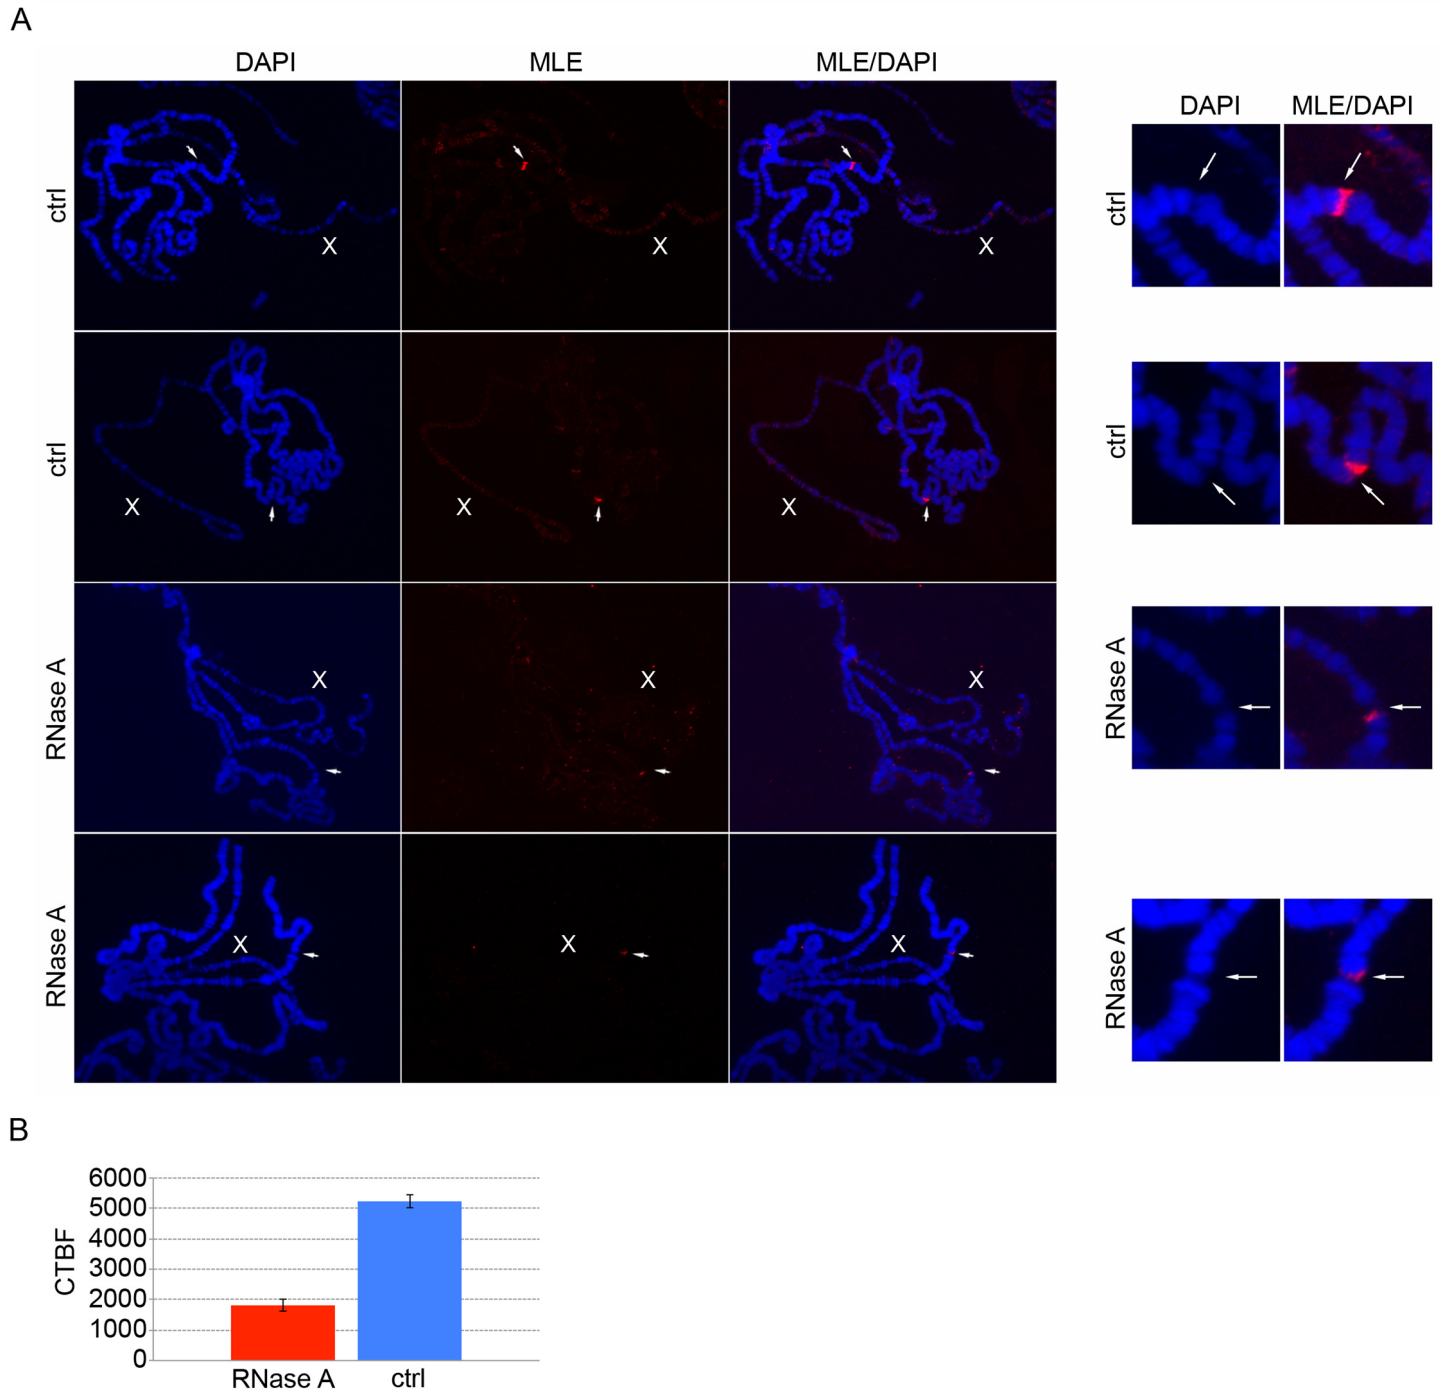 A
DAPI MLE MLE/DAPI
DAPI MLE/DAPI
ctrl ctrl
X X X
ctrl ctrl
X X X
RNase A RNase A
X X X
RNase A RNase A
X X X
B
6000
5000
4000
3000
2000
1000
0
CTBF
RNase A ctrl